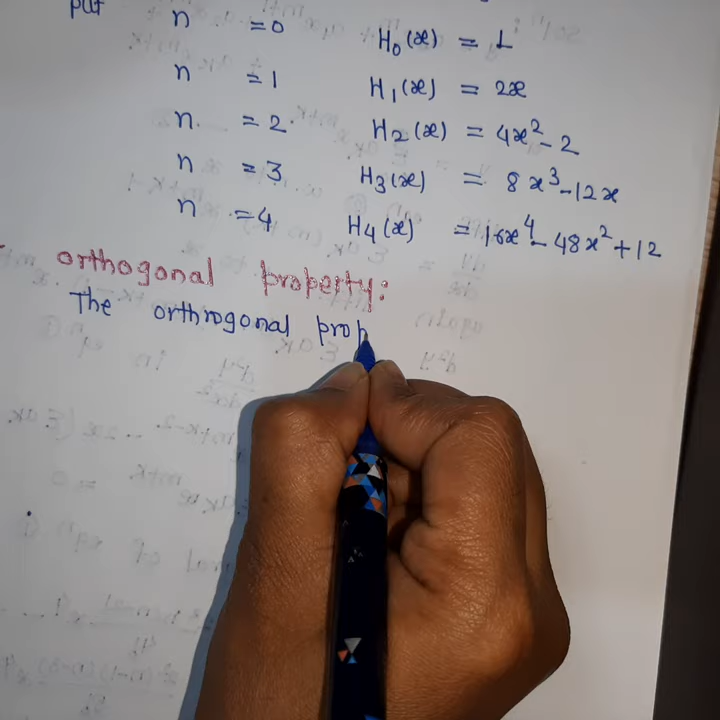 put n = 0 H₀(x) = 1
n = 1 H₁(x) = 2x
n = 2 H₂(x) = 4x² - 2
n = 3 H₃(x) = 8x³ - 12x
n = 4 H₄(x) = 16x⁴ - 48x² + 12
orthogonal property:
The orthrogonal prop